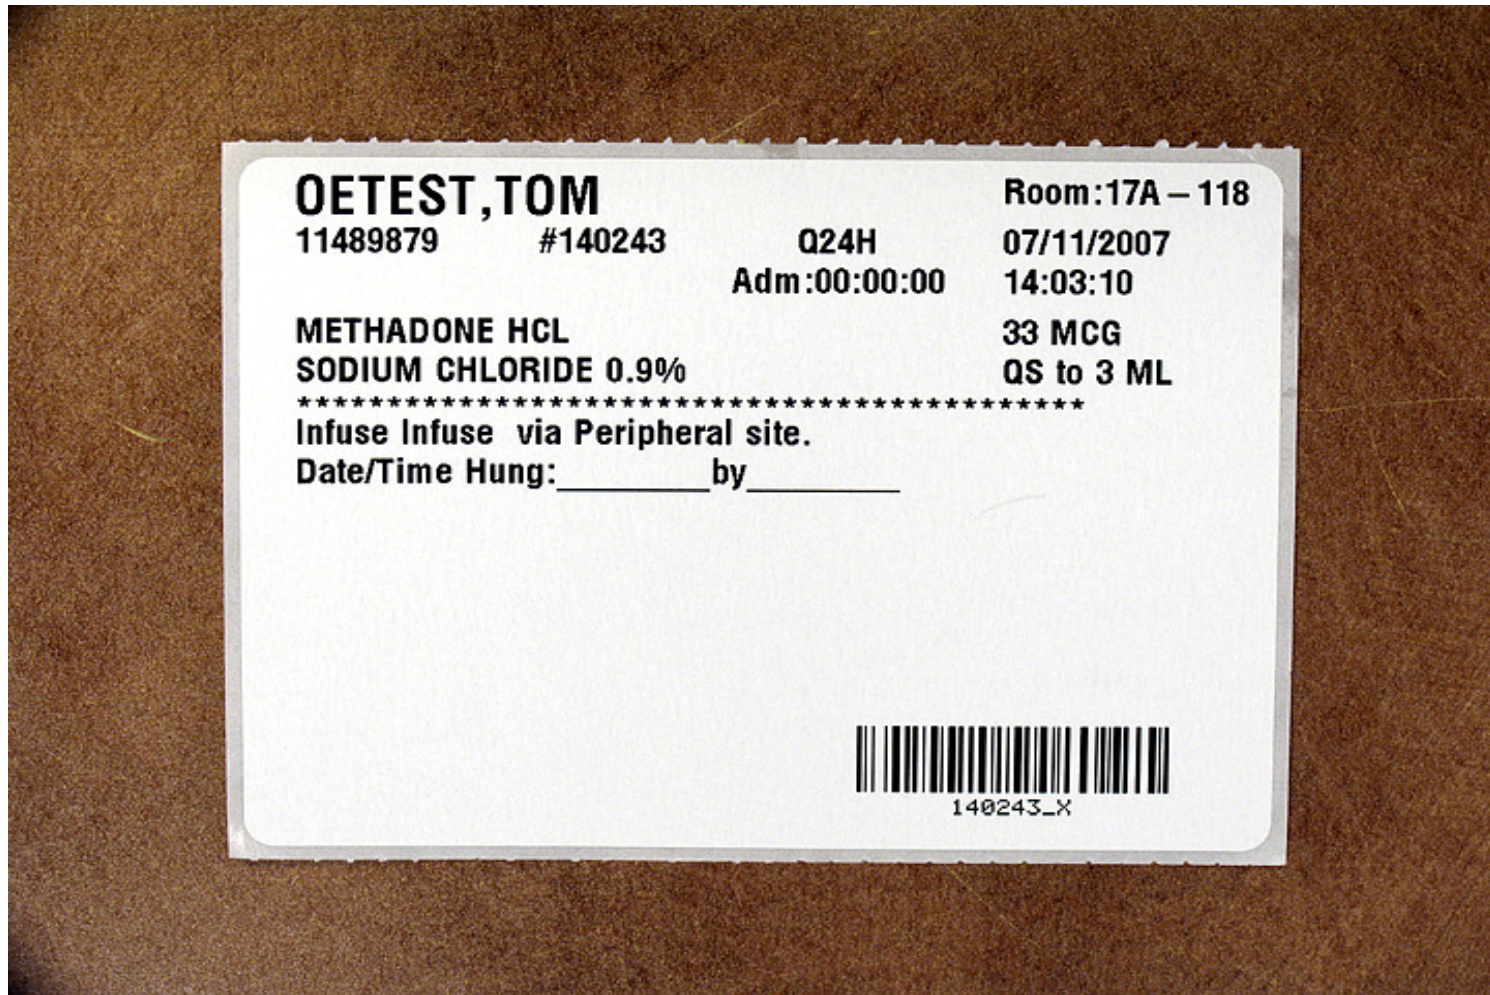 OETEST,TOM Room:17A – 118
11489879 #140243 Q24H 07/11/2007
Adm:00:00:00 14:03:10
METHADONE HCL 33 MCG
SODIUM CHLORIDE 0.9% QS to 3 ML
********************************************
Infuse Infuse via Peripheral site.
Date/Time Hung:________by________
140243_X